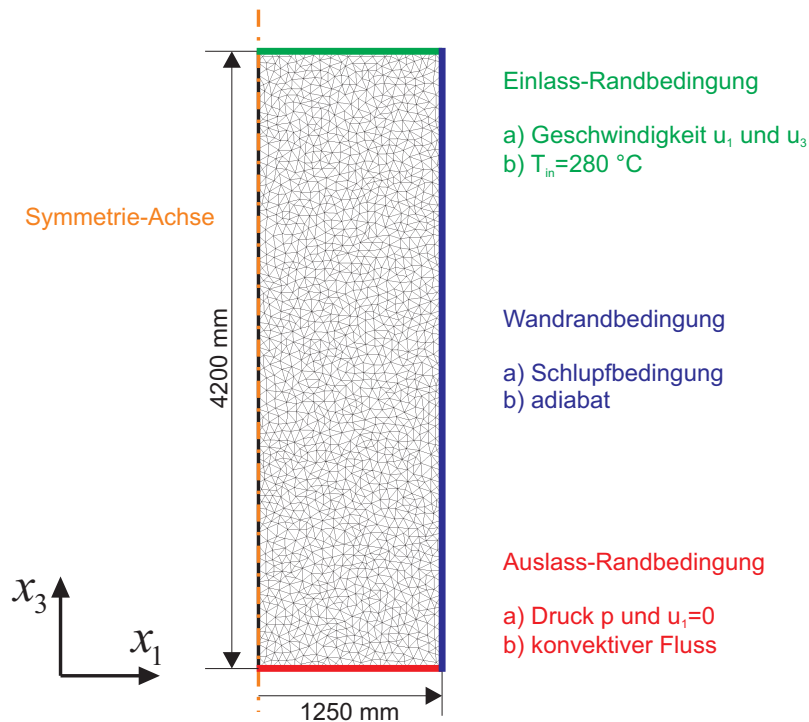 Einlass-Randbedingung
a) Geschwindigkeit u₁ und u₃
b) Tᵢₙ=280 °C
Symmetrie-Achse
4200 mm
Wandrandbedingung
a) Schlupfbedingung
b) adiabat
Auslass-Randbedingung
a) Druck p und u₁=0
b) konvektiver Fluss
x₃
x₁
1250 mm